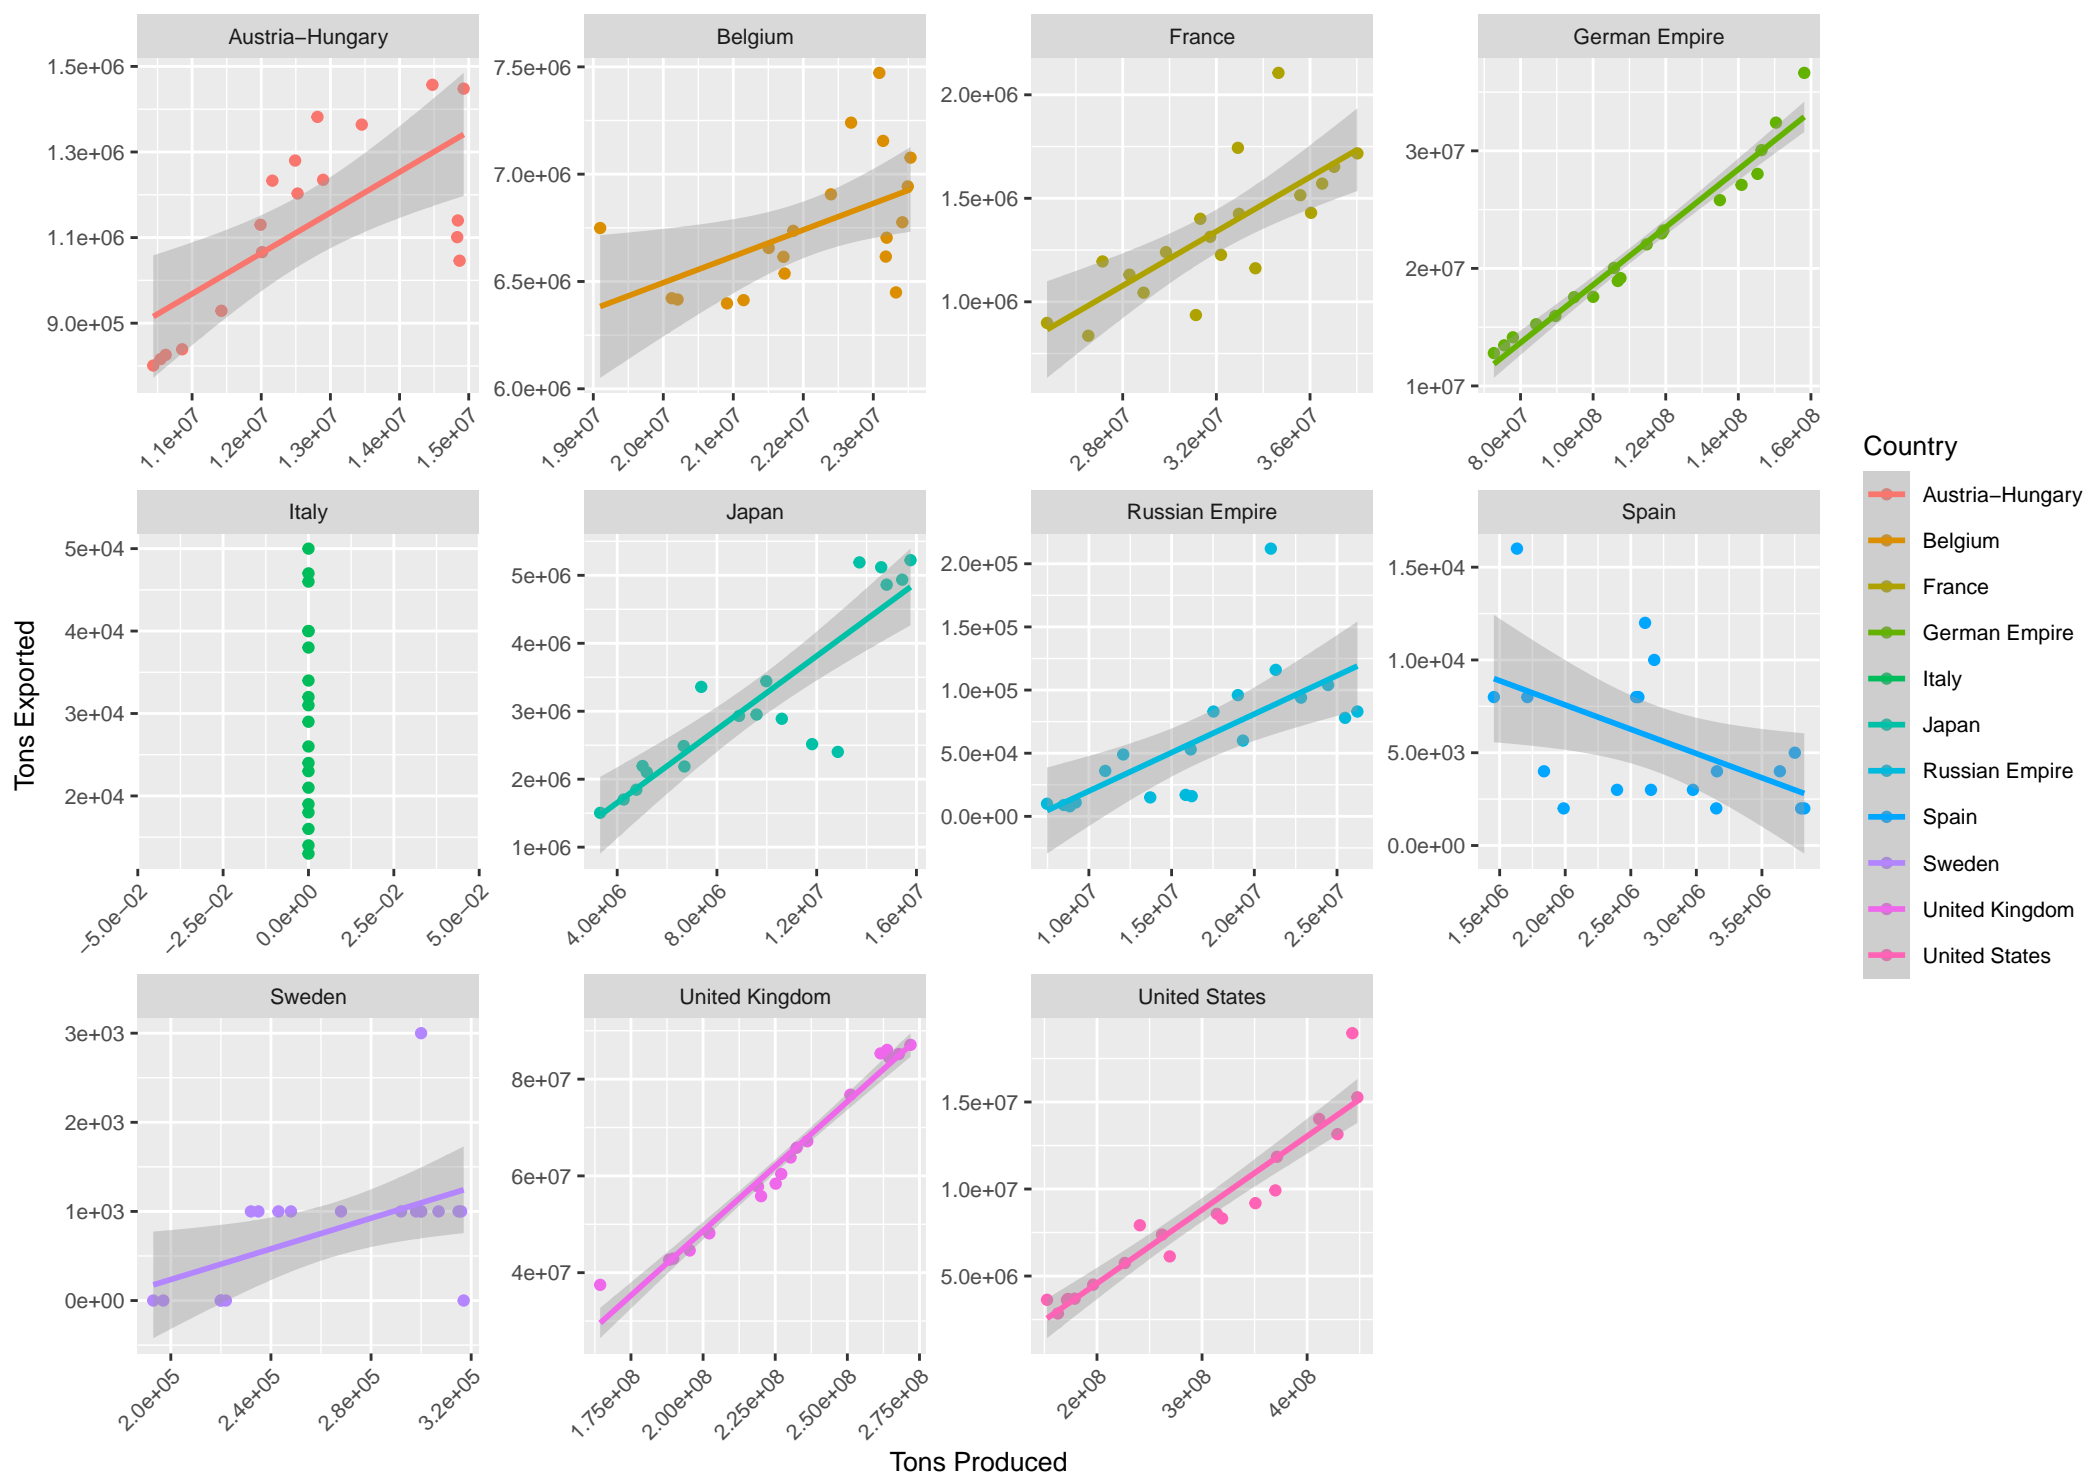 Austria−Hungary
Belgium
France
German Empire
1.5e+06
1.3e+06
1.1e+06
9.0e+05
7.5e+06
7.0e+06
6.5e+06
6.0e+06
2.0e+06
1.5e+06
1.0e+06
3e+07
2e+07
1e+07
1.1e+07
1.2e+07
1.3e+07
1.4e+07
1.5e+07
1.9e+07
2.0e+07
2.1e+07
2.2e+07
2.3e+07
2.8e+07
3.2e+07
3.6e+07
8.0e+07
1.0e+08
1.2e+08
1.4e+08
1.6e+08
Italy
Japan
Russian Empire
Spain
5e+04
4e+04
3e+04
2e+04
5e+06
4e+06
3e+06
2e+06
1e+06
2.0e+05
1.5e+05
1.0e+05
5.0e+04
0.0e+00
1.5e+04
1.0e+04
5.0e+03
0.0e+00
−5.0e−02
−2.5e−02
0.0e+00
2.5e−02
5.0e−02
4.0e+06
8.0e+06
1.2e+07
1.6e+07
1.0e+07
1.5e+07
2.0e+07
2.5e+07
1.5e+06
2.0e+06
2.5e+06
3.0e+06
3.5e+06
Sweden
United Kingdom
United States
3e+03
2e+03
1e+03
0e+00
8e+07
6e+07
4e+07
1.5e+07
1.0e+07
5.0e+06
2.0e+05
2.4e+05
2.8e+05
3.2e+05
1.75e+08
2.00e+08
2.25e+08
2.50e+08
2.75e+08
2e+08
3e+08
4e+08
Tons Produced
Tons Exported
Country
Austria−Hungary
Belgium
France
German Empire
Italy
Japan
Russian Empire
Spain
Sweden
United Kingdom
United States